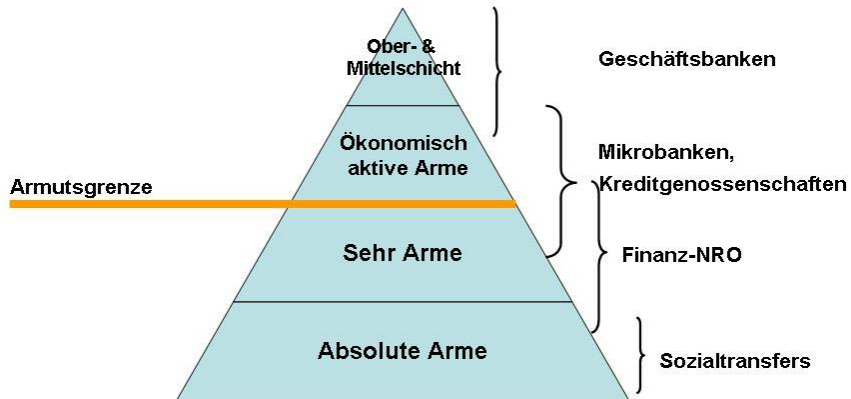 Ober- &
Mittelschicht
Geschäftsbanken
Ökonomisch
aktive Arme
Mikrobanken,
Kreditgenossenschaften
Armutsgrenze
Sehr Arme
Finanz-NRO
Absolute Arme
Sozialtransfers